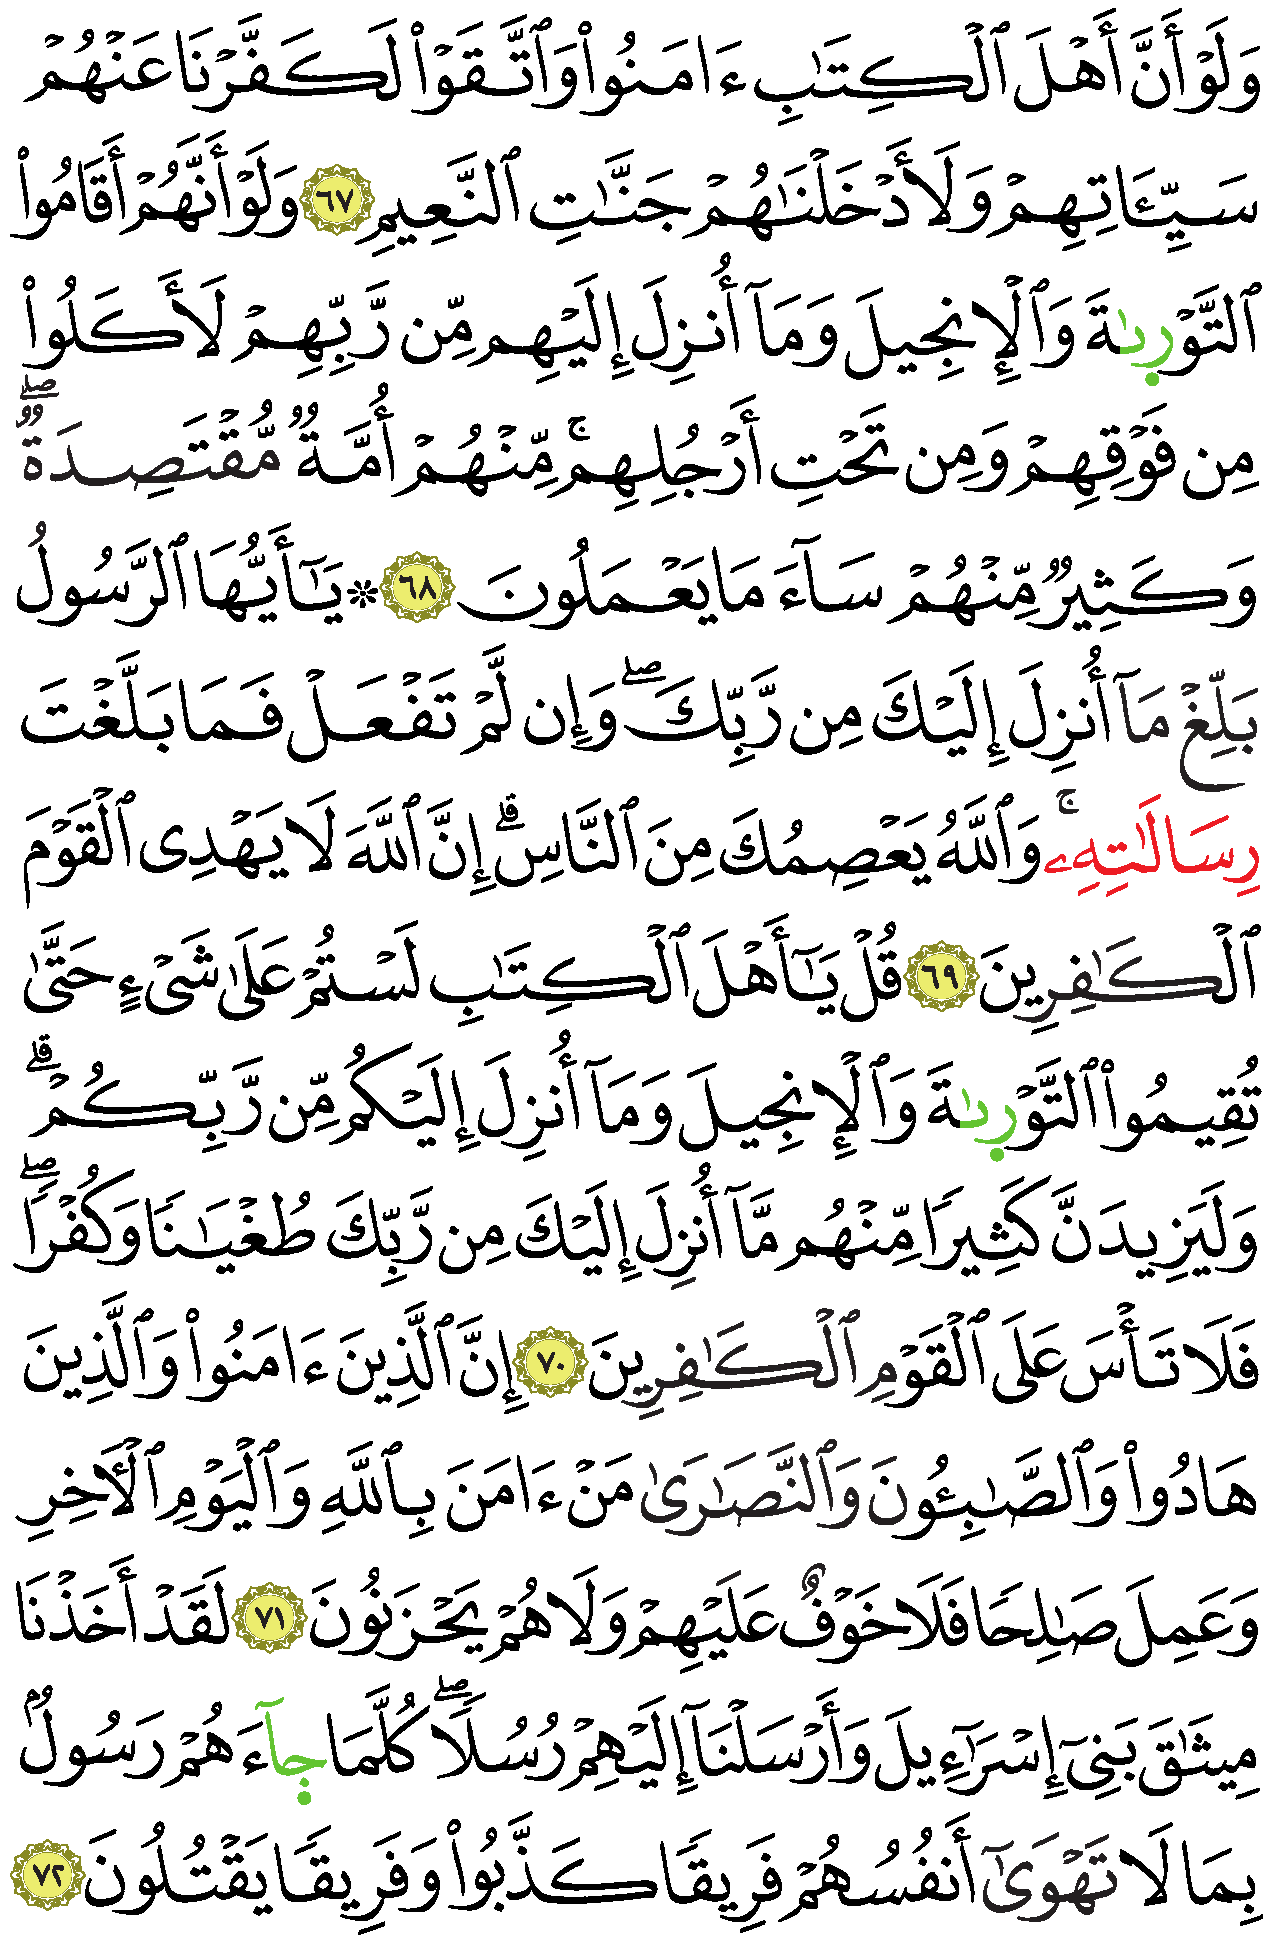 وَلَوْ أَنَّ أَهْلَ ٱلْكِتَٰبِ ءَامَنُوا۟ وَٱتَّقَوْا۟ لَكَفَّرْنَا عَنْهُمْ
سَيِّـَٔاتِهِمْ وَلَأَدْخَلْنَٰهُمْ جَنَّٰتِ ٱلنَّعِيمِ ٦٧ وَلَوْ أَنَّهُمْ أَقَامُوا۟
ٱلتَّوْرِىٰةَ وَٱلْإِنجِيلَ وَمَآ أُنزِلَ إِلَيْهِم مِّن رَّبِّهِمْ لَأَكَلُوا۟
مِن فَوْقِهِمْ وَمِن تَحْتِ أَرْجُلِهِم ۚ مِّنْهُمْ أُمَّةٌ مُّقْتَصِدَةٌ ۖ
وَكَثِيرٌ مِّنْهُمْ سَآءَ مَا يَعْمَلُونَ ٦٨ ۞ يَٰٓأَيُّهَا ٱلرَّسُولُ
بَلِّغْ مَآ أُنزِلَ إِلَيْكَ مِن رَّبِّكَ ۖ وَإِن لَّمْ تَفْعَلْ فَمَا بَلَّغْتَ
رِسَالَٰتِهِۦ ۚ وَٱللَّهُ يَعْصِمُكَ مِنَ ٱلنَّاسِ ۗ إِنَّ ٱللَّهَ لَا يَهْدِى ٱلْقَوْمَ
ٱلْكَٰفِرِينَ ٦٩ قُلْ يَٰٓأَهْلَ ٱلْكِتَٰبِ لَسْتُمْ عَلَىٰ شَىْءٍ حَتَّىٰ
تُقِيمُوا۟ ٱلتَّوْرِىٰةَ وَٱلْإِنجِيلَ وَمَآ أُنزِلَ إِلَيْكُم مِّن رَّبِّكُمْ ۗ
وَلَيَزِيدَنَّ كَثِيرًا مِّنْهُم مَّآ أُنزِلَ إِلَيْكَ مِن رَّبِّكَ طُغْيَٰنًا وَكُفْرًا ۖ
فَلَا تَأْسَ عَلَى ٱلْقَوْمِ ٱلْكَٰفِرِينَ ٧٠ إِنَّ ٱلَّذِينَ ءَامَنُوا۟ وَٱلَّذِينَ
هَادُوا۟ وَٱلصَّٰبِـُٔونَ وَٱلنَّصَٰرَىٰ مَنْ ءَامَنَ بِٱللَّهِ وَٱلْيَوْمِ ٱلْـَٔاخِرِ
وَعَمِلَ صَٰلِحًا فَلَا خَوْفٌ عَلَيْهِمْ وَلَا هُمْ يَحْزَنُونَ ٧١ لَقَدْ أَخَذْنَا
مِيثَٰقَ بَنِىٓ إِسْرَٰٓءِيلَ وَأَرْسَلْنَآ إِلَيْهِمْ رُسُلًا ۖ كُلَّمَا جِآءَهُمْ رَسُولٌۢ
بِمَا لَا تَهْوَىٰٓ أَنفُسُهُمْ فَرِيقًا كَذَّبُوا۟ وَفَرِيقًا يَقْتُلُونَ ٧٢